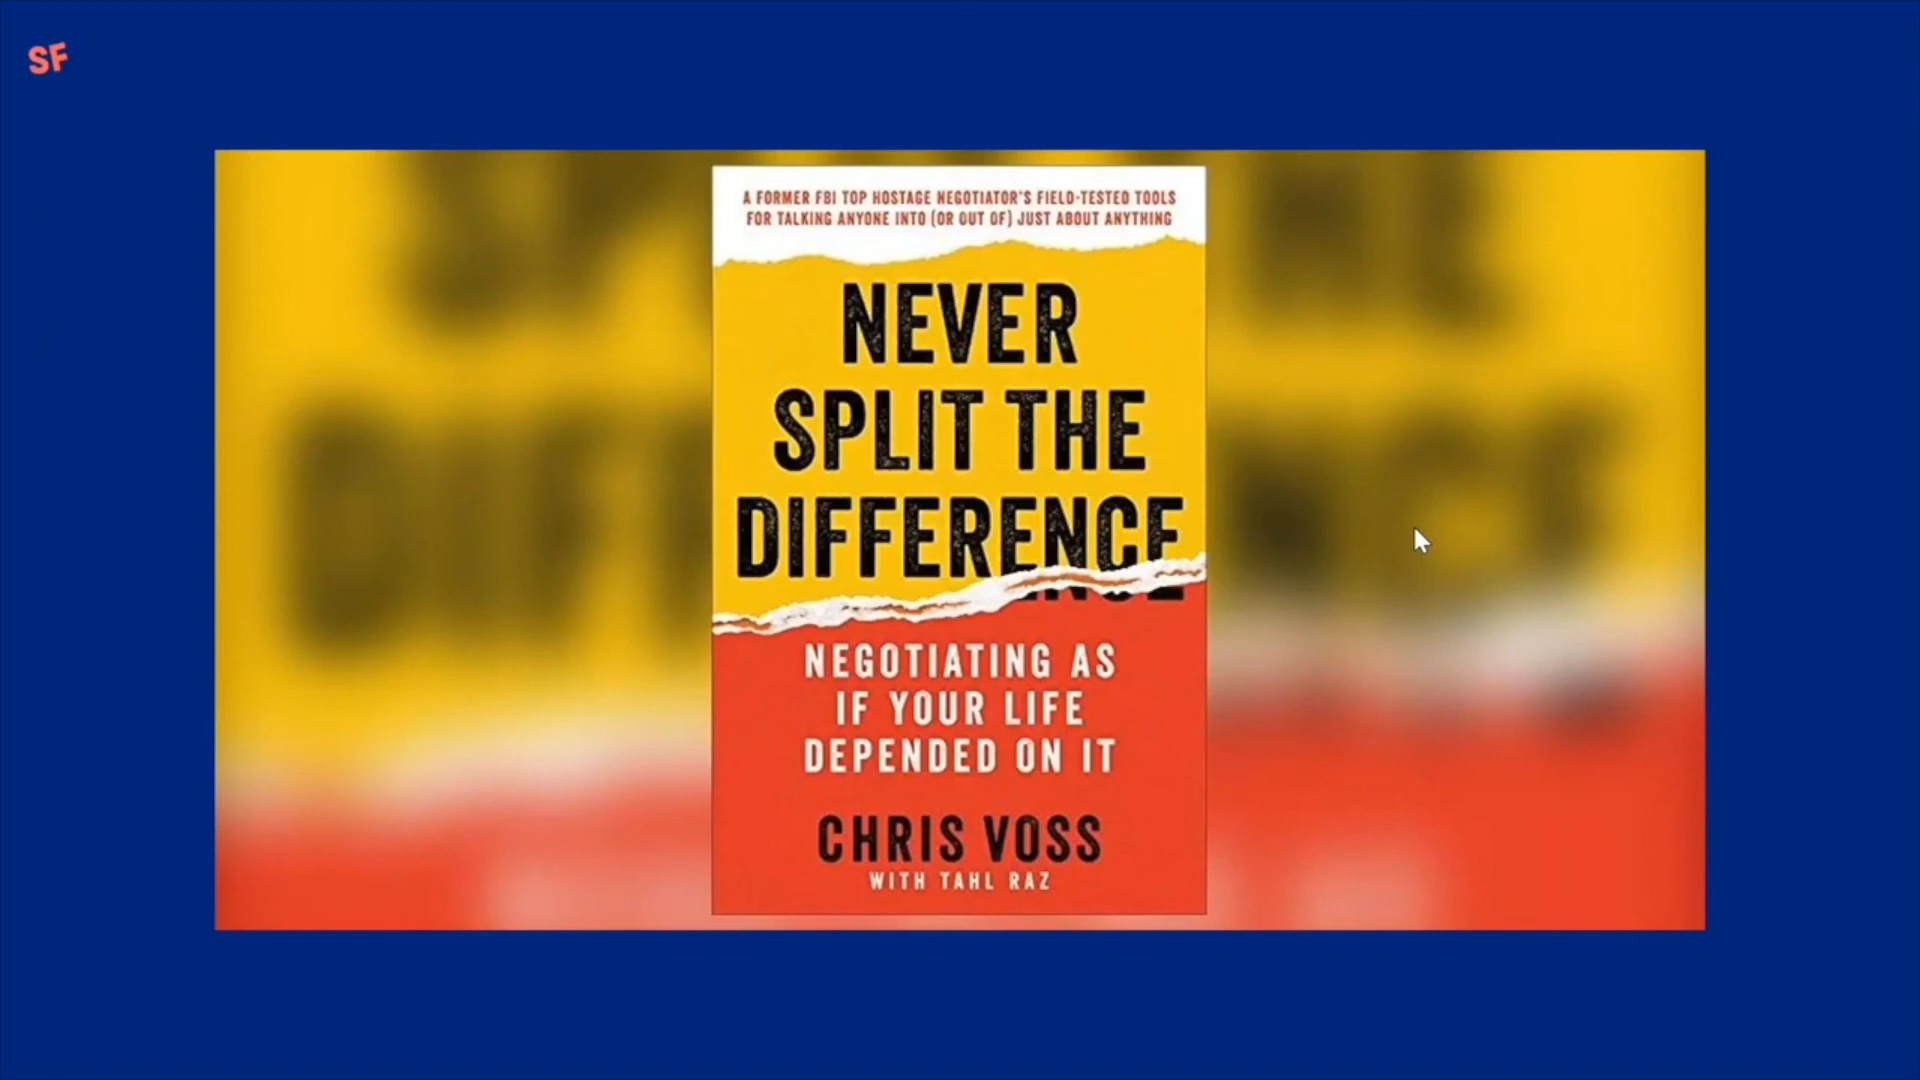 SF
A FORMER FBI TOP HOSTAGE NEGOTIATOR'S FIELD-TESTED TOOLS
FOR TALKING ANYONE INTO (OR OUT OF) JUST ABOUT ANYTHING
NEVER
SPLIT THE
DIFFERENCE
NEGOTIATING AS
IF YOUR LIFE
DEPENDED ON IT
CHRIS VOSS
WITH TAHL RAZ